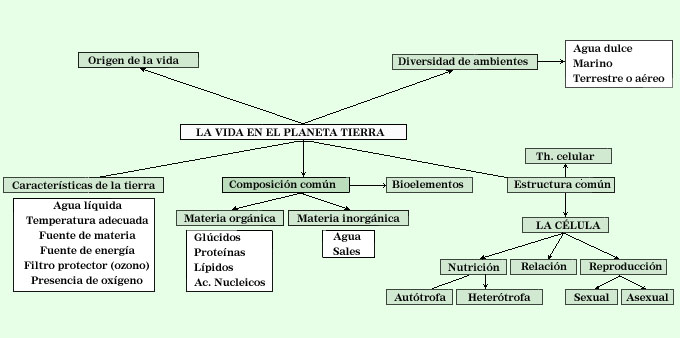 Origen de la vida
Diversidad de ambientes
Agua dulce
Marino
Terrestre o aéreo
LA VIDA EN EL PLANETA TIERRA
Th. celular
Características de la tierra
Composición común
Bioelementos
Estructura común
Agua líquida
Temperatura adecuada
Fuente de materia
Fuente de energía
Filtro protector (ozono)
Presencia de oxígeno
Materia orgánica
Materia inorgánica
Glúcidos
Proteínas
Lípidos
Ac. Nucleicos
Agua
Sales
LA CÉLULA
Nutrición
Relación
Reproducción
Autótrofa
Heterótrofa
Sexual
Asexual